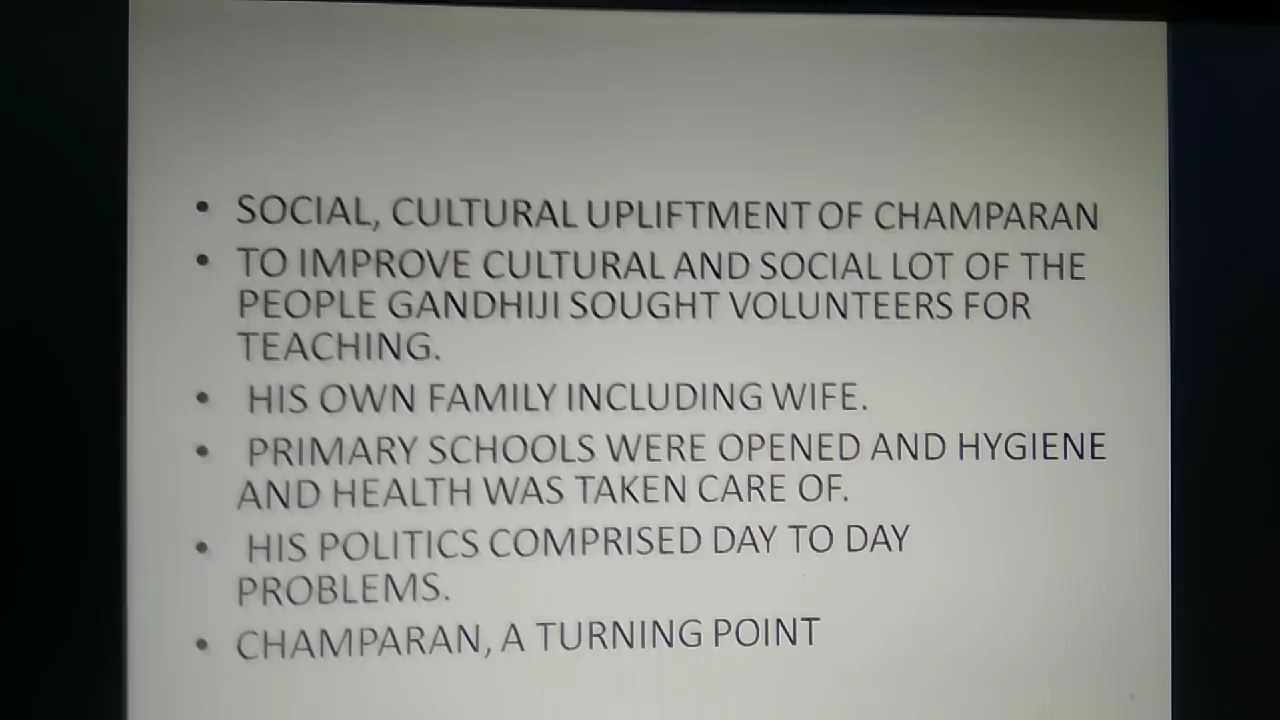 • SOCIAL, CULTURAL UPLIFTMENT OF CHAMPARAN
• TO IMPROVE CULTURAL AND SOCIAL LOT OF THE
PEOPLE GANDHIJI SOUGHT VOLUNTEERS FOR
TEACHING.
• HIS OWN FAMILY INCLUDING WIFE.
• PRIMARY SCHOOLS WERE OPENED AND HYGIENE
AND HEALTH WAS TAKEN CARE OF.
• HIS POLITICS COMPRISED DAY TO DAY
PROBLEMS.
• CHAMPARAN, A TURNING POINT